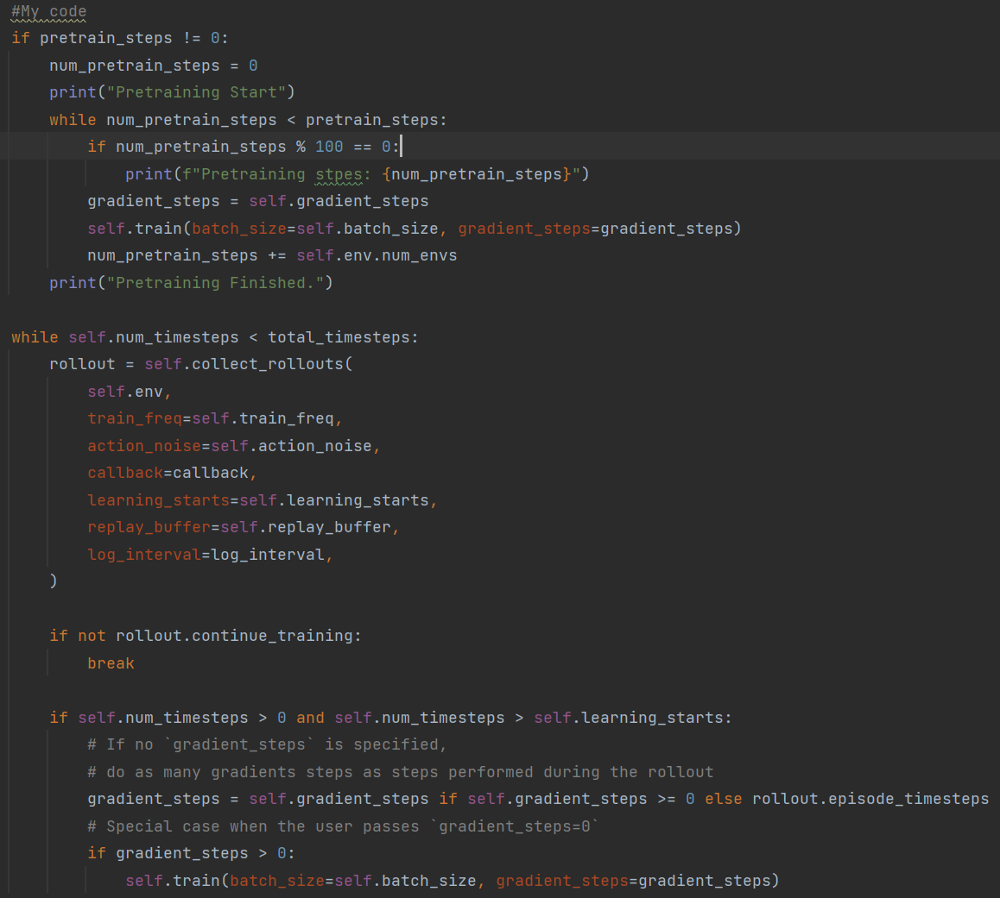 #My code
if pretrain_steps != 0:
    num_pretrain_steps = 0
    print("Pretraining Start")
    while num_pretrain_steps < pretrain_steps:
        if num_pretrain_steps % 100 == 0:
            print(f"Pretraining stpes: {num_pretrain_steps}")
        gradient_steps = self.gradient_steps
        self.train(batch_size=self.batch_size, gradient_steps=gradient_steps)
        num_pretrain_steps += self.env.num_envs
    print("Pretraining Finished.")

while self.num_timesteps < total_timesteps:
    rollout = self.collect_rollouts(
        self.env,
        train_freq=self.train_freq,
        action_noise=self.action_noise,
        callback=callback,
        learning_starts=self.learning_starts,
        replay_buffer=self.replay_buffer,
        log_interval=log_interval,
    )

    if not rollout.continue_training:
        break

    if self.num_timesteps > 0 and self.num_timesteps > self.learning_starts:
        # If no `gradient_steps` is specified,
        # do as many gradients steps as steps performed during the rollout
        gradient_steps = self.gradient_steps if self.gradient_steps >= 0 else rollout.episode_timesteps
        # Special case when the user passes `gradient_steps=0`
        if gradient_steps > 0:
            self.train(batch_size=self.batch_size, gradient_steps=gradient_steps)